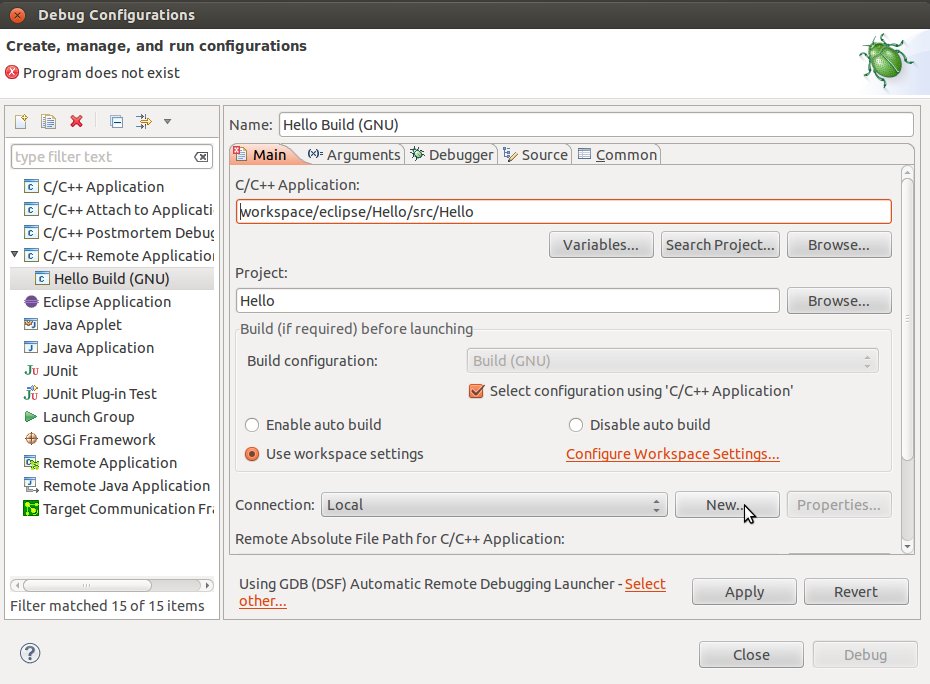 Debug Configurations
Create, manage, and run configurations
Program does not exist
type filter text
C/C++ Application
C/C++ Attach to Applicati
C/C++ Postmortem Debug
C/C++ Remote Application
Hello Build (GNU)
Eclipse Application
Java Applet
Java Application
JUnit
JUnit Plug-in Test
Launch Group
OSGi Framework
Remote Application
Remote Java Application
Target Communication Fra
Filter matched 15 of 15 items
Name: Hello Build (GNU)
Main (x)= Arguments Debugger Source Common
C/C++ Application:
workspace/eclipse/Hello/src/Hello
Variables... Search Project... Browse...
Project:
Hello Browse...
Build (if required) before launching
Build configuration: Build (GNU)
Select configuration using 'C/C++ Application'
Enable auto build Disable auto build
Use workspace settings Configure Workspace Settings...
Connection: Local New... Properties...
Remote Absolute File Path for C/C++ Application:
Using GDB (DSF) Automatic Remote Debugging Launcher - Select
other...
Apply Revert
Close Debug